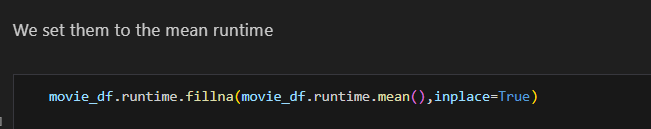 We set them to the mean runtime
movie_df.runtime.fillna(movie_df.runtime.mean(),inplace=True)